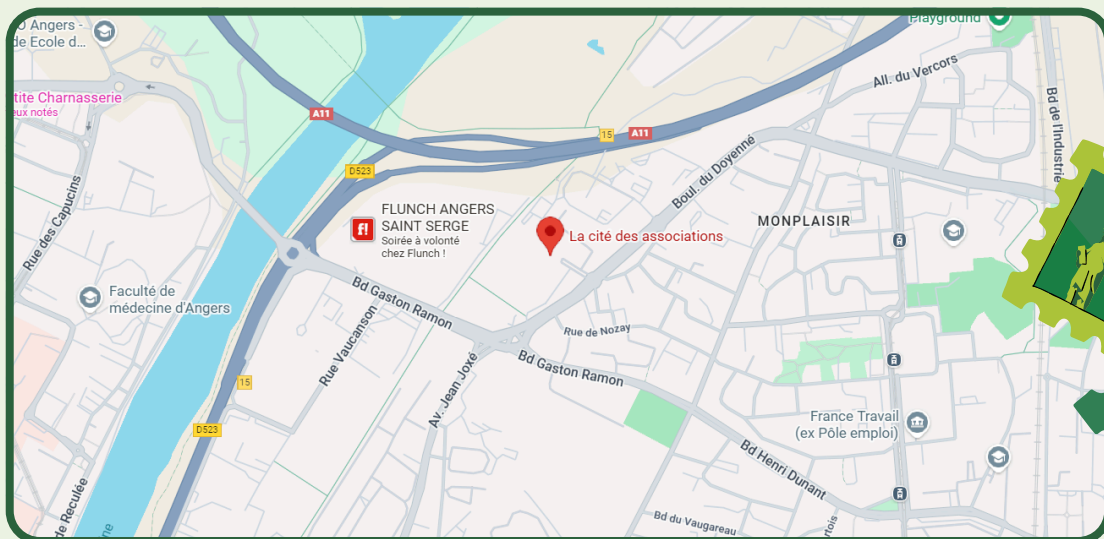 O Angers -
de Ecole d...
tite Charnasserie
eux notés
Rue des Capucins
A11
D523
15
A11
Playground
All. du Vercors
Bd de l'Industrie
Boul. du Doyenné
MONPLAISIR
f!
FLUNCH ANGERS
SAINT SERGE
Soirée à volonté
chez Flunch !
La cité des associations
Faculté de
médecine d'Angers
Bd Gaston Ramon
Rue Vaucanson
Rue de Nozay
Av. Jean Joxé
Bd Gaston Ramon
15
D523
France Travail
(ex Pôle emploi)
Bd Henri Dunant
de Reculée
ne
Bd du Vaugareau
rtois